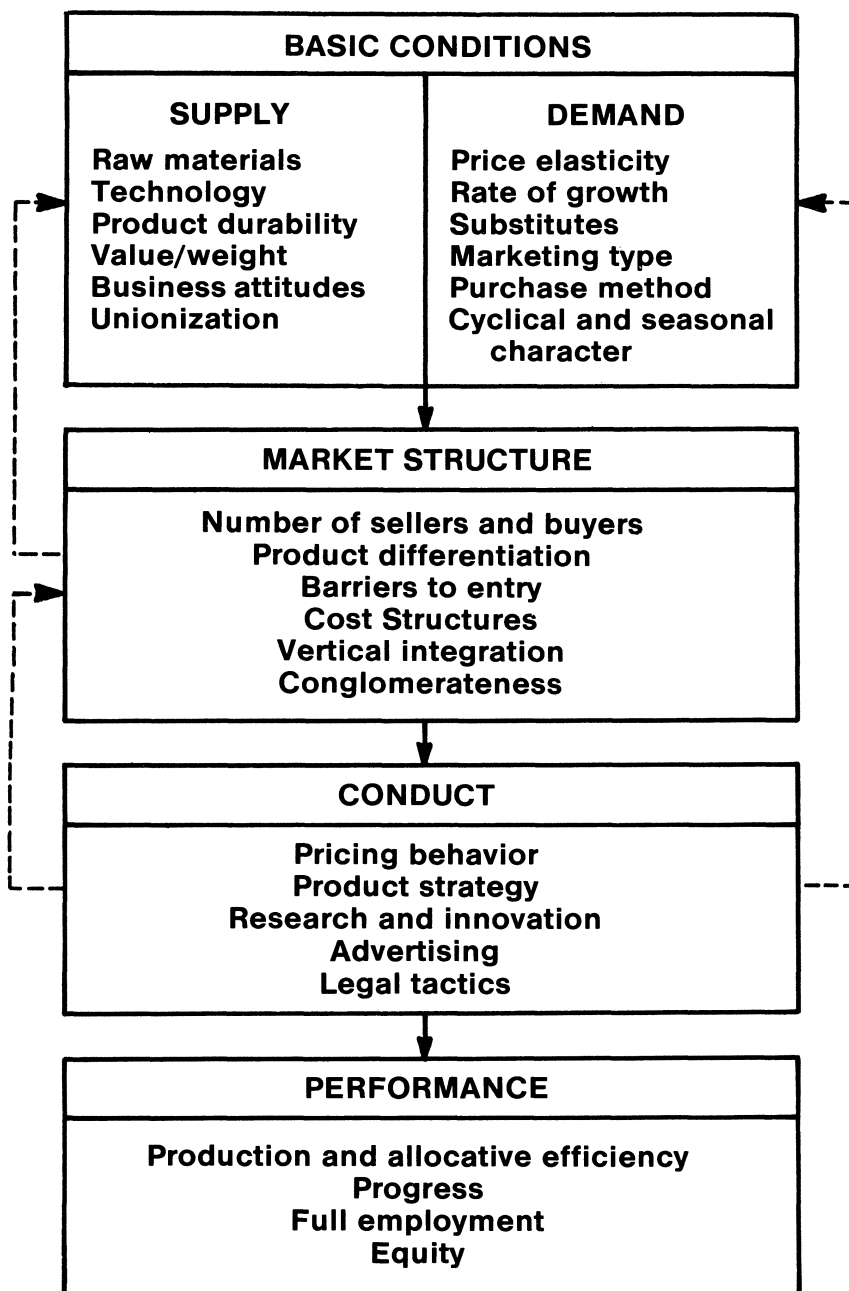 BASIC CONDITIONS
SUPPLY
Raw materials
Technology
Product durability
Value/weight
Business attitudes
Unionization
DEMAND
Price elasticity
Rate of growth
Substitutes
Marketing type
Purchase method
Cyclical and seasonal
character
MARKET STRUCTURE
Number of sellers and buyers
Product differentiation
Barriers to entry
Cost Structures
Vertical integration
Conglomerateness
CONDUCT
Pricing behavior
Product strategy
Research and innovation
Advertising
Legal tactics
PERFORMANCE
Production and allocative efficiency
Progress
Full employment
Equity